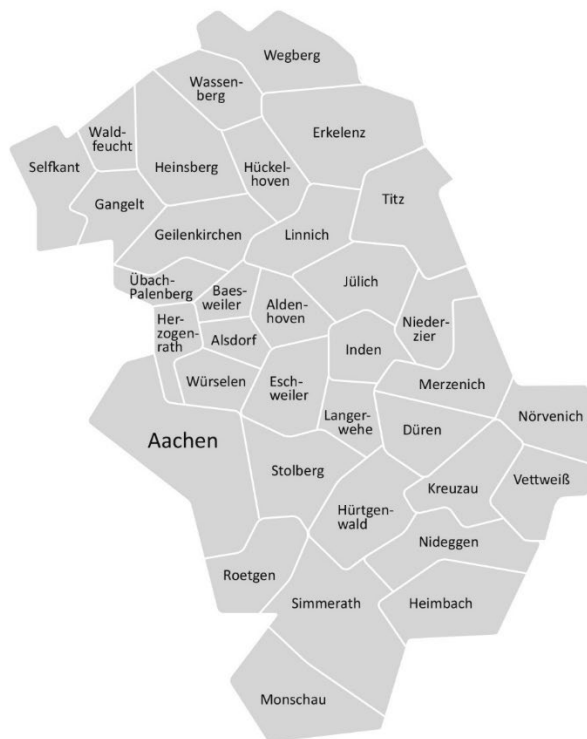 Wegberg
Wassen-
berg
Erkelenz
Wald-
feucht
Selfkant
Heinsberg
Hückel-
hoven
Gangelt
Titz
Geilenkirchen
Linnich
Übach-
Palenberg
Baes-
weiler
Jülich
Alden-
hoven
Her-
zogen-
rath
Nieder-
zier
Alsdorf
Inden
Würselen
Esch-
weiler
Merzenich
Langer-
wehe
Nörvenich
Aachen
Düren
Stolberg
Vettweiß
Kreuzau
Hürtgen-
wald
Nideggen
Roetgen
Simmerath
Heimbach
Monschau